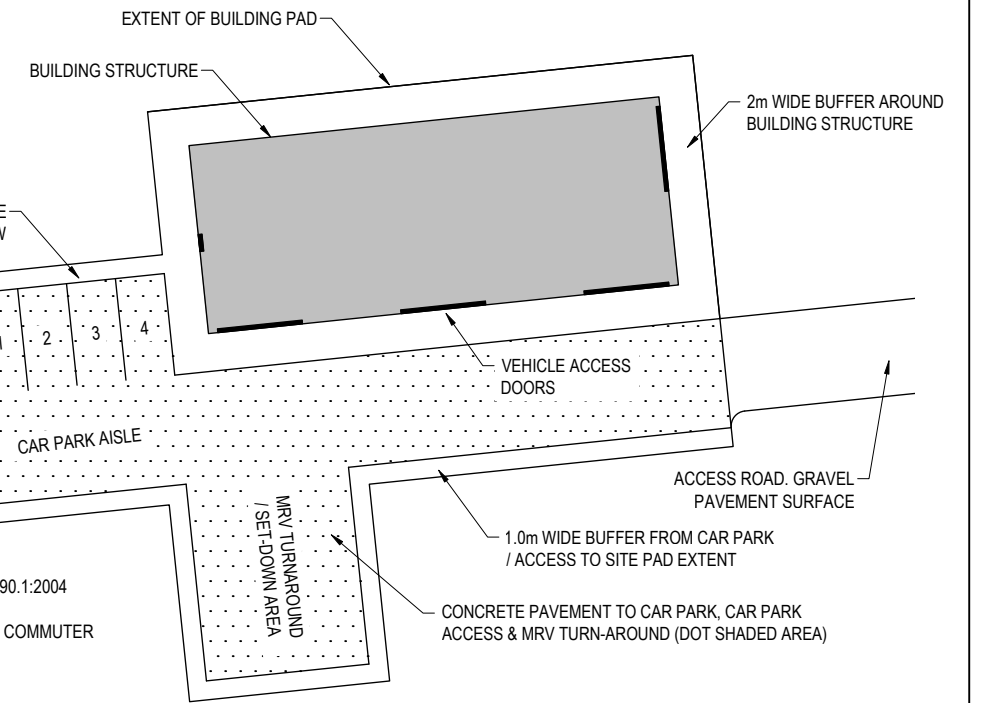 EXTENT OF BUILDING PAD
BUILDING STRUCTURE
2m WIDE BUFFER AROUND
BUILDING STRUCTURE
2
3
4
VEHICLE ACCESS
DOORS
CAR PARK AISLE
ACCESS ROAD. GRAVEL
PAVEMENT SURFACE
MRV TURNAROUND
/ SET-DOWN AREA
1.0m WIDE BUFFER FROM CAR PARK
/ ACCESS TO SITE PAD EXTENT
90.1:2004
COMMUTER
CONCRETE PAVEMENT TO CAR PARK, CAR PARK
ACCESS & MRV TURN-AROUND (DOT SHADED AREA)